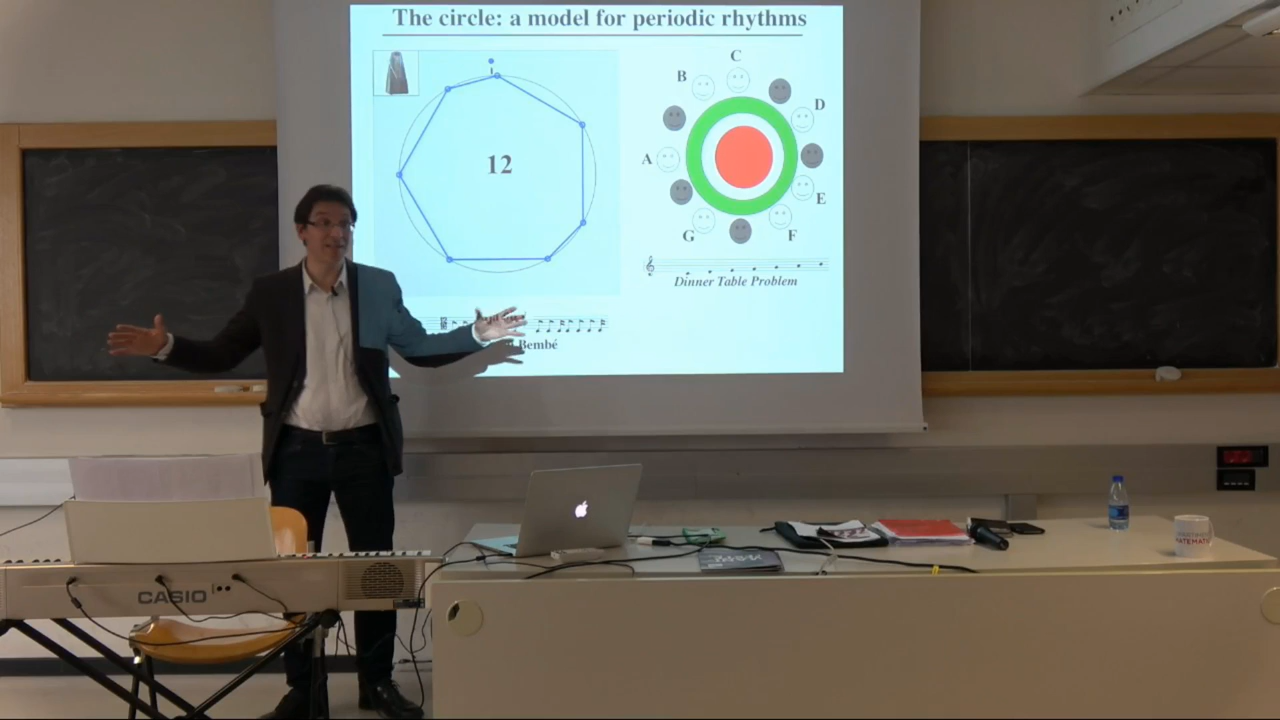 The circle: a model for periodic rhythms
12
C
B
D
A
E
G
F
Dinner Table Problem
Bembé
CASIO